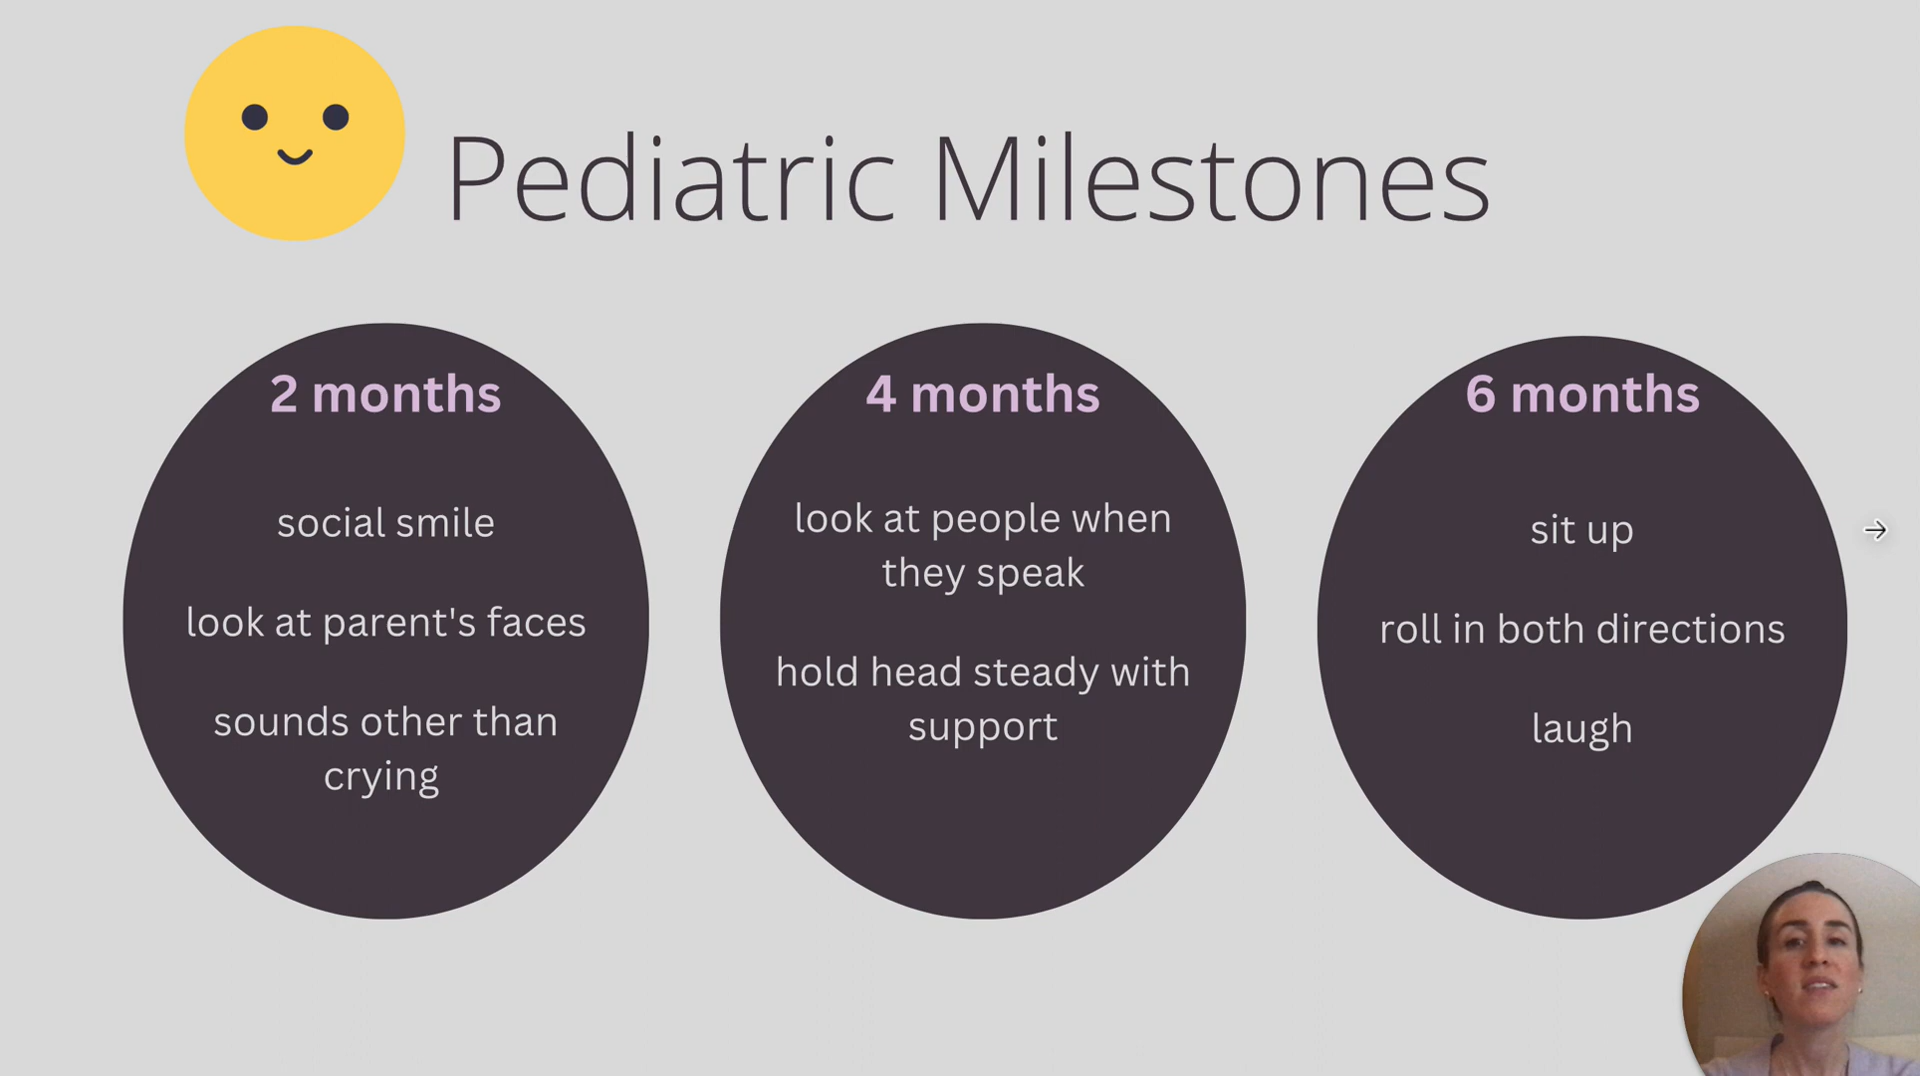 Pediatric Milestones
2 months
social smile
look at parent's faces
sounds other than
crying
4 months
look at people when
they speak
hold head steady with
support
6 months
sit up
roll in both directions
laugh